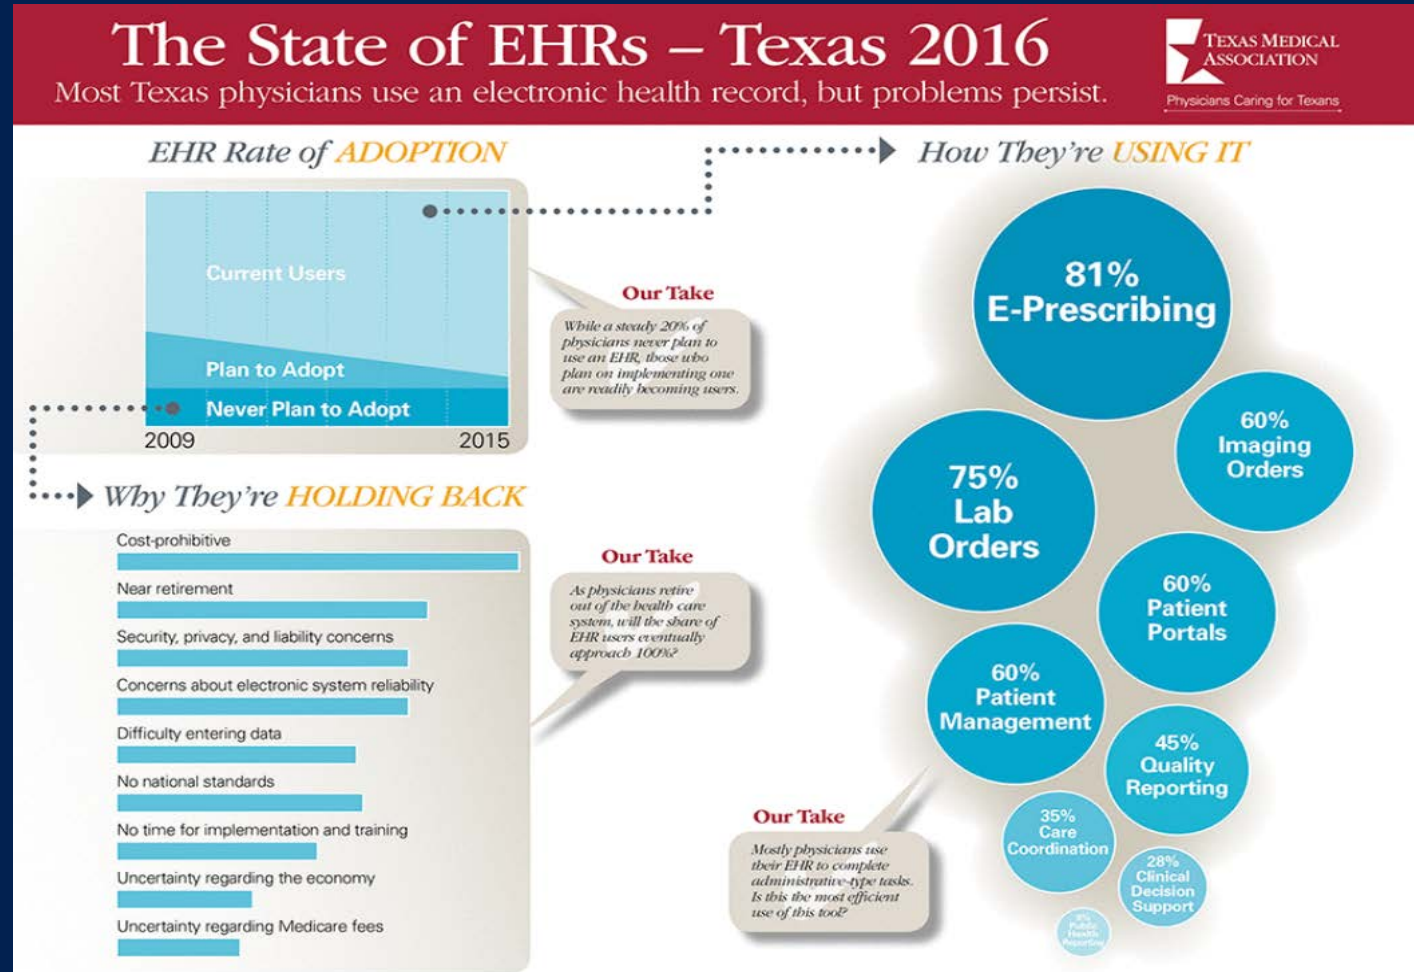 The State of EHRs – Texas 2016
Most Texas physicians use an electronic health record, but problems persist.
TEXAS MEDICAL
ASSOCIATION
Physicians Caring for Texans
EHR Rate of ADOPTION
Current Users
Plan to Adopt
Never Plan to Adopt
2009
2015
Our Take
While a steady 20% of
physicians never plan to
use an EHR, those who
plan on implementing one
are readily becoming users.
Why They're HOLDING BACK
Cost-prohibitive
Near retirement
Security, privacy, and liability concerns
Concerns about electronic system reliability
Difficulty entering data
No national standards
No time for implementation and training
Uncertainty regarding the economy
Uncertainty regarding Medicare fees
Our Take
As physicians retire
out of the health care
system, will the share of
EHR users eventually
approach 100%?
How They're USING IT
81%
E-Prescribing
60%
Imaging
Orders
75%
Lab
Orders
60%
Patient
Portals
60%
Patient
Management
45%
Quality
Reporting
35%
Care
Coordination
28%
Clinical
Decision
Support
Public
Health
Reporting
Our Take
Mostly physicians use
their EHR to complete
administrative-type tasks.
Is this the most efficient
use of this tool?